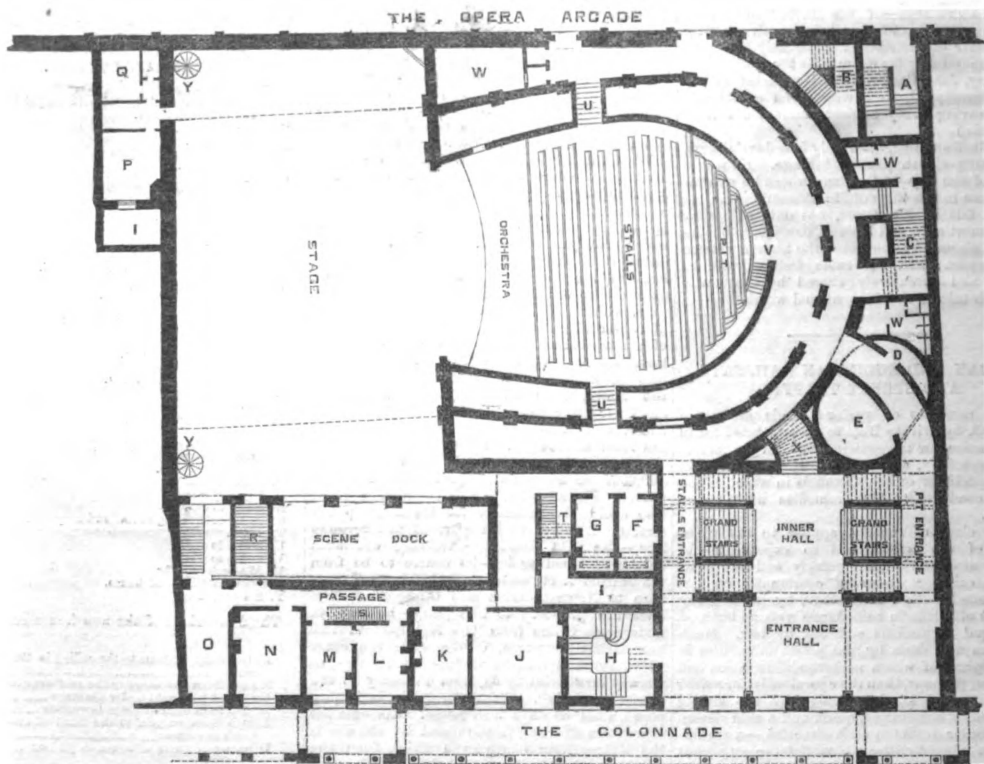 THE OPERA ARCADE
Q
Y
W
U
B
A
P
W
I
STAGE
ORCHESTRA
STALLS
PIT
V
C
W
D
E
U
Y
X
R
SCENE DOCK
T
G
F
STALLS ENTRANCE
GRAND STAIRS
INNER HALL
GRAND STAIRS
PIT ENTRANCE
PASSAGE
S
ENTRANCE HALL
O
N
M
L
K
J
H
THE COLONNADE